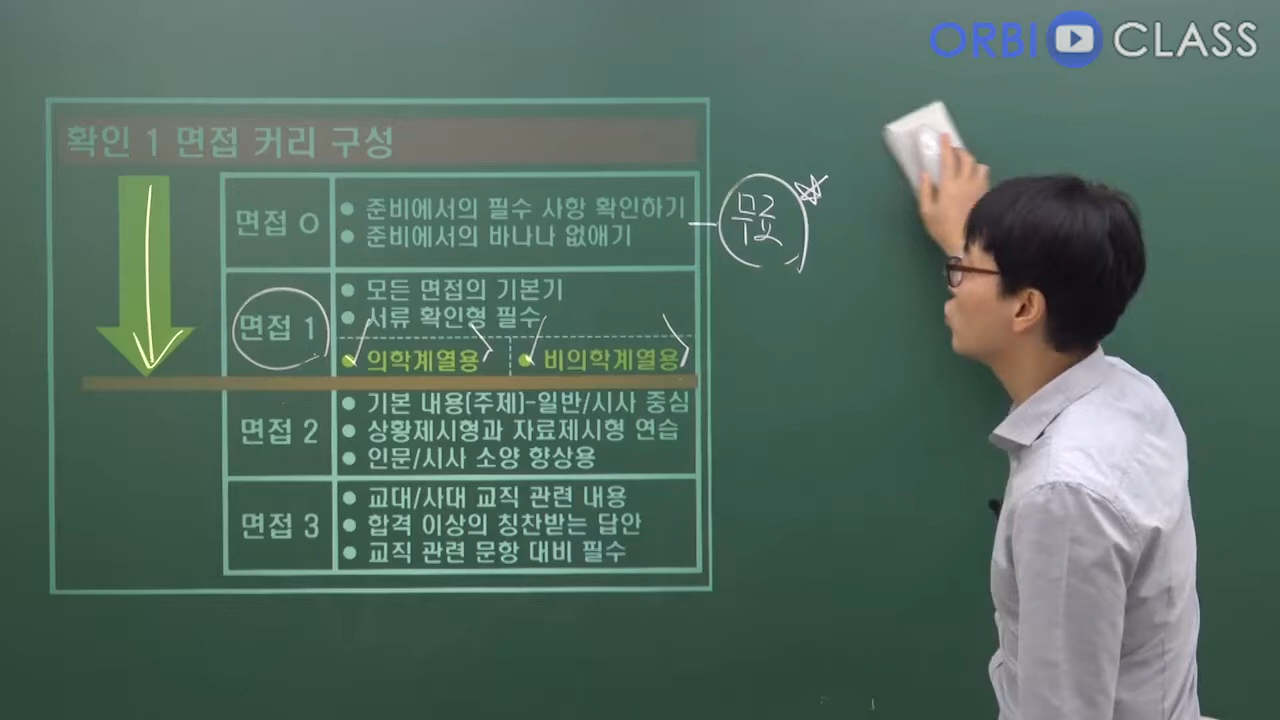 ORBI CLASS
확인 1 면접 커리 구성
면접 0
준비에서의 필수 사항 확인하기
준비에서의 바나나 없애기
무료
면접 1
모든 면접의 기본기
서류 확인형 필수
의학계열용
비의학계열용
면접 2
기본 내용(주제)-일반/시사 중심
상황제시형과 자료제시형 연습
인문/시사 소양 향상용
면접 3
교대/사대 교직 관련 내용
합격 이상의 칭찬받는 답안
교직 관련 문항 대비 필수